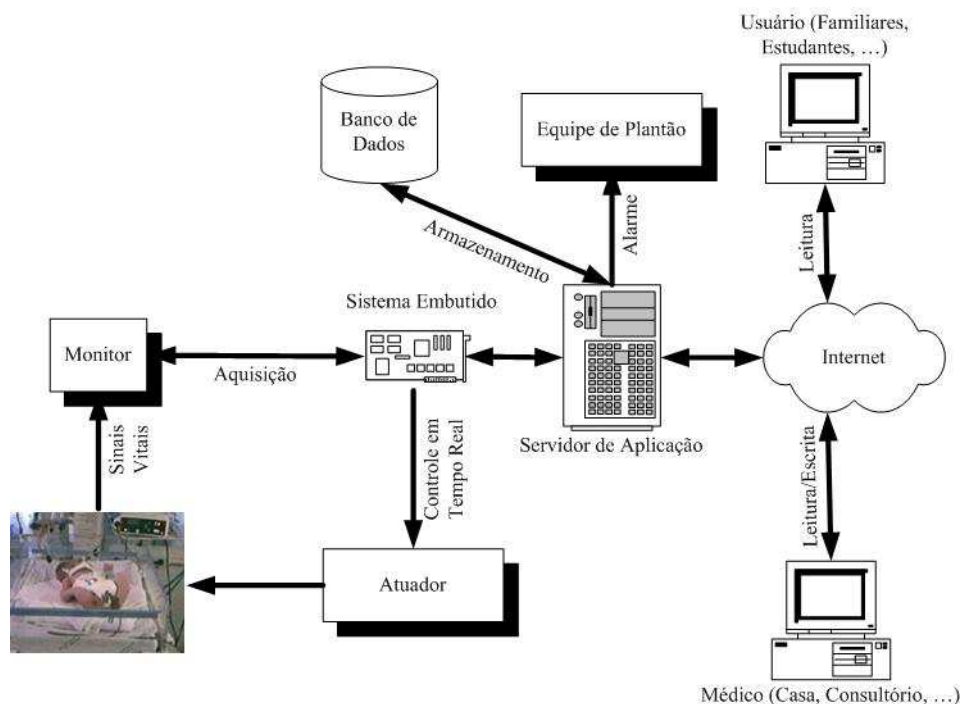 Usuário (Familiares,
Estudantes, ...)
Banco de
Dados
Equipe de Plantão
Armazenamento
Alarme
Leitura
Sistema Embutido
Monitor
Aquisição
Internet
Servidor de Aplicação
Sinais
Vitais
Controle em
Tempo Real
Leitura/Escrita
Atuador
Médico (Casa, Consultório, ...)